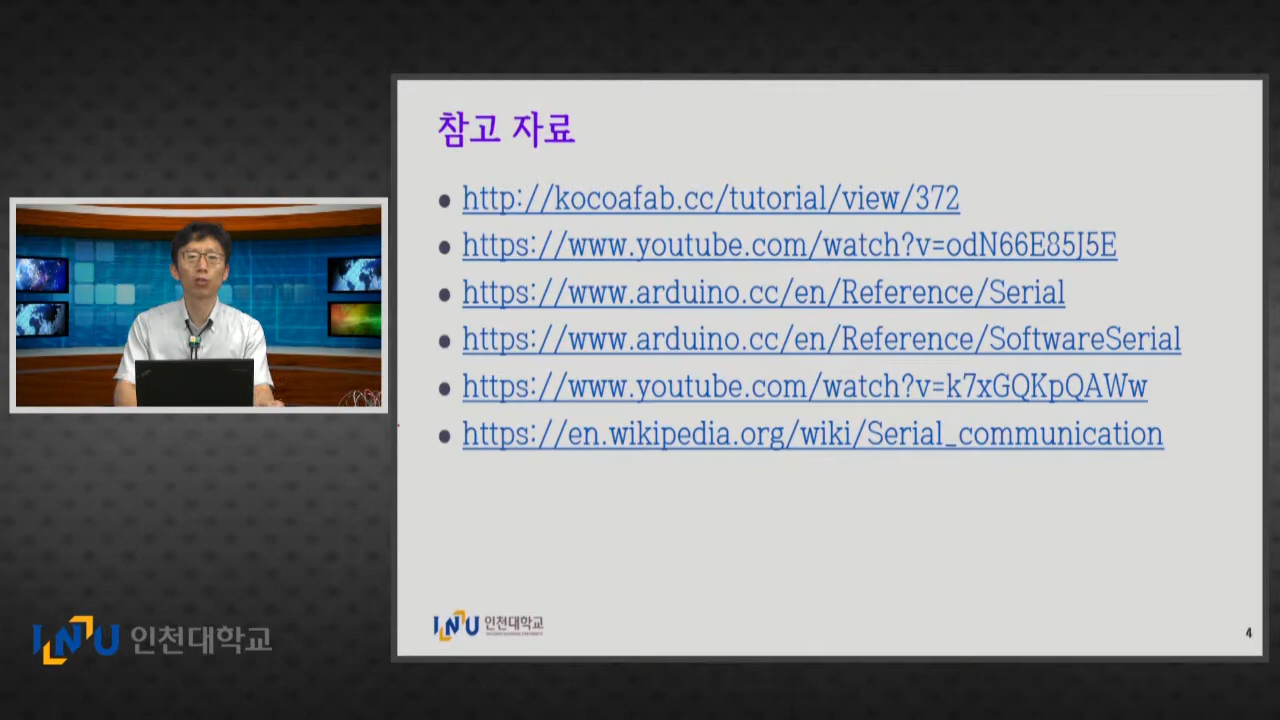 참고 자료
• http://kocoafab.cc/tutorial/view/372
• https://www.youtube.com/watch?v=odN66E85J5E
• https://www.arduino.cc/en/Reference/Serial
• https://www.arduino.cc/en/Reference/SoftwareSerial
• https://www.youtube.com/watch?v=k7xGQKpQAWw
• https://en.wikipedia.org/wiki/Serial_communication
INU 인천대학교
4
INU 인천대학교